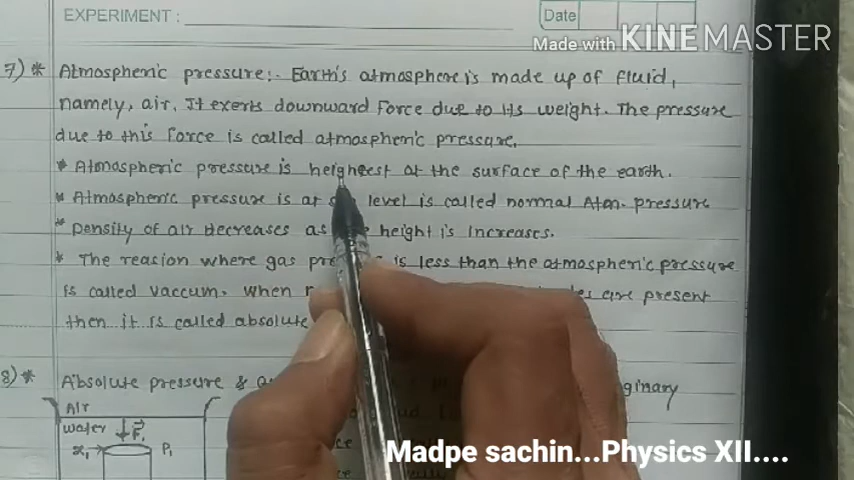 EXPERIMENT :
Date
Made with KINEMASTER
7) * Atmospheric pressure:- Earth's atmosphere is made up of fluid,
namely, air. It exerts downward Force due to its weight. The pressure
due to this force is called atmospheric pressure.
* Atmospheric pressure is heigheest at the surface of the earth.
* Atmospheric pressure is at level is called normal Atm. pressure
* Density of air decreases as height is increases.
* The reasion where gas is less than the atmospheric pressure
is called vaccum. When are present
then it is called absolute
8) * Absolute pressure &
Air
water F₁
x₁ P₁
Madpe sachin...Physics XII....